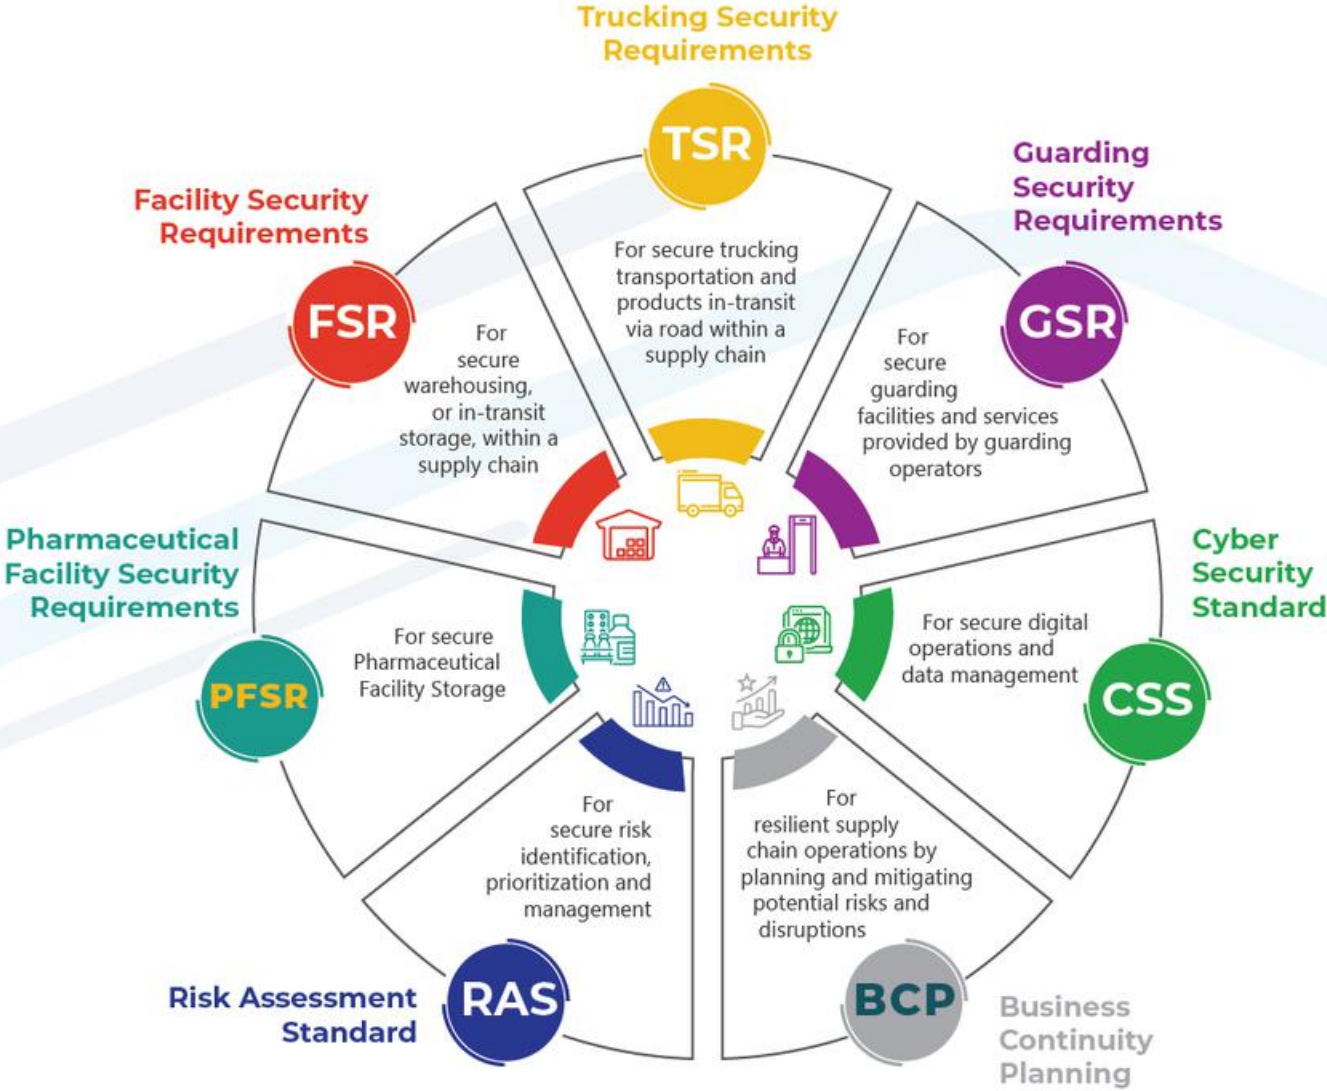 Trucking Security
Requirements
TSR
For secure trucking
transportation and
products in-transit
via road within a
supply chain
Guarding
Security
Requirements
GSR
For
secure
guarding
facilities and services
provided by guarding
operators
Cyber
Security
Standard
CSS
For secure digital
operations and
data management
Business
Continuity
Planning
BCP
For
resilient supply
chain operations by
planning and mitigating
potential risks and
disruptions
Risk Assessment
Standard
RAS
For
secure risk
identification,
prioritization and
management
Pharmaceutical
Facility Security
Requirements
PFSR
For secure
Pharmaceutical
Facility Storage
Facility Security
Requirements
FSR
For
secure
warehousing,
or in-transit
storage, within a
supply chain